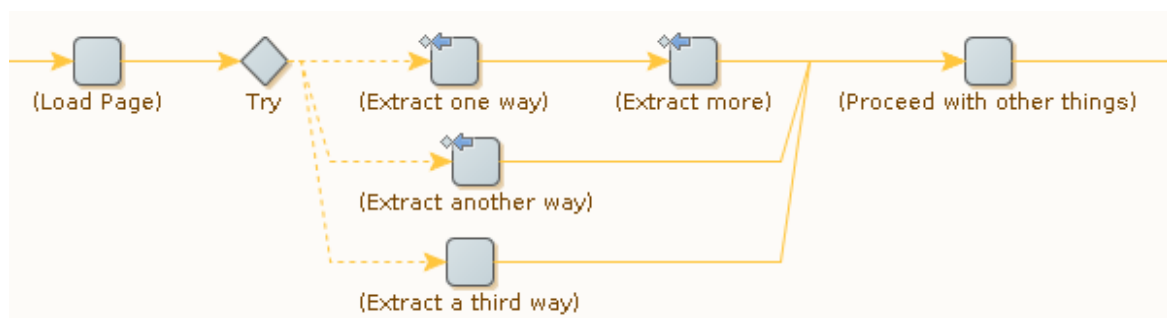 (Load Page)
Try
(Extract one way)
(Extract more)
(Proceed with other things)
(Extract another way)
(Extract a third way)